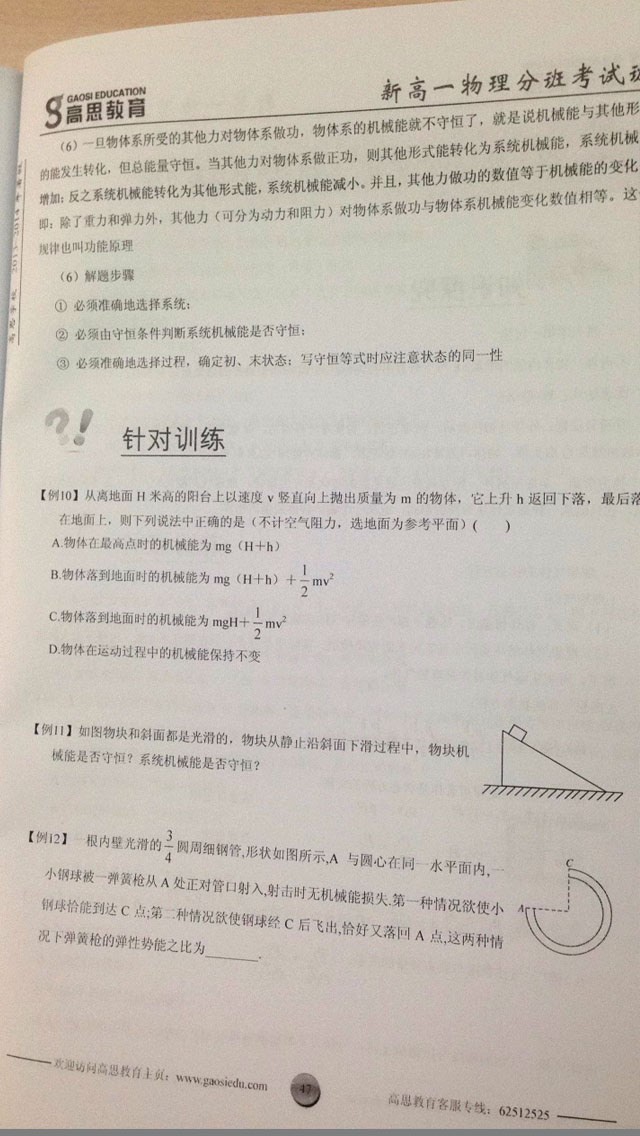 GAOSI EDUCATION
高思教育
新高一物理分班考试
(6) 一旦物体系所受的其他力对物体系做功，物体系的机械能就不守恒了，就是说机械能与其他形
的能发生转化，但总能量守恒。当其他力对物体系做正功，则其他形式能转化为系统机械能，系统机械
增加；反之系统机械能转化为其他形式能，系统机械能减小。并且，其他力做功的数值等于机械能的变化
即：除了重力和弹力外，其他力（可分为动力和阻力）对物体系做功与物体系机械能变化数值相等。这
规律也叫功能原理
(6) 解题步骤
① 必须准确地选择系统；
② 必须由守恒条件判断系统机械能是否守恒；
③ 必须准确地选择过程，确定初、末状态；写守恒等式时应注意状态的同一性
?!
针对训练
【例10】从离地面 H 米高的阳台上以速度 v 竖直向上抛出质量为 m 的物体，它上升 h 返回下落，最后落
在地面上，则下列说法中正确的是（不计空气阻力，选地面为参考平面）(　　)
A.物体在最高点时的机械能为 mg（H＋h）
B.物体落到地面时的机械能为 mg（H＋h）＋1/2 mv²
C.物体落到地面时的机械能为 mgH＋1/2 mv²
D.物体在运动过程中的机械能保持不变
【例11】如图物块和斜面都是光滑的，物块从静止沿斜面下滑过程中，物块机
械能是否守恒？系统机械能是否守恒？
【例12】一根内壁光滑的3/4圆周细钢管,形状如图所示,A 与圆心在同一水平面内,一
小钢球被一弹簧枪从 A 处正对管口射入,射击时无机械能损失.第一种情况欲使小
钢球恰能到达 C 点;第二种情况欲使钢球经 C 后飞出,恰好又落回 A 点,这两种情
况下弹簧枪的弹性势能之比为______.
C
A
欢迎访问高思教育主页：www.gaosiedu.com
47
高思教育客服专线：62512525